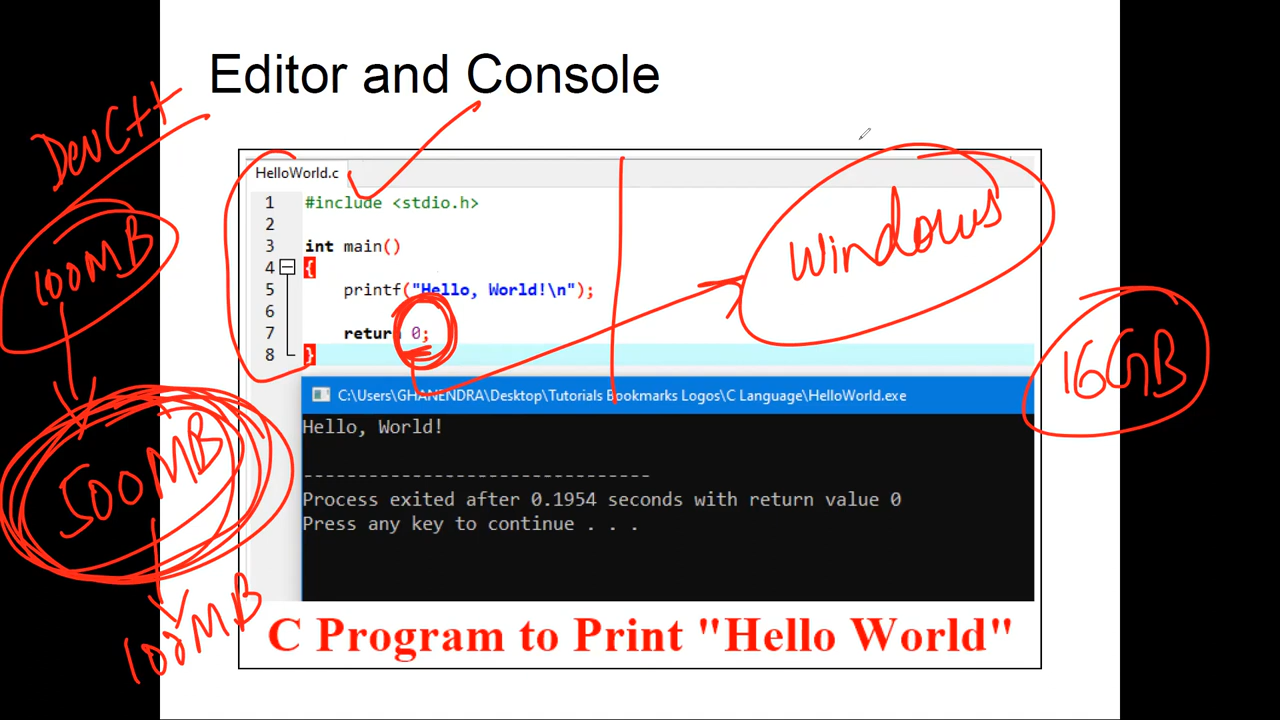 Editor and Console
Dev C++
100MB
500MB
100MB
HelloWorld.c
1 #include <stdio.h>
2
3 int main()
4 {
5 printf("Hello, World!\n");
6
7 return 0;
8 }
Windows
16GB
C:\Users\GHANENDRA\Desktop\Tutorials Bookmarks Logos\C Language\HelloWorld.exe
Hello, World!
--------------------------------
Process exited after 0.1954 seconds with return value 0
Press any key to continue . . .
C Program to Print "Hello World"